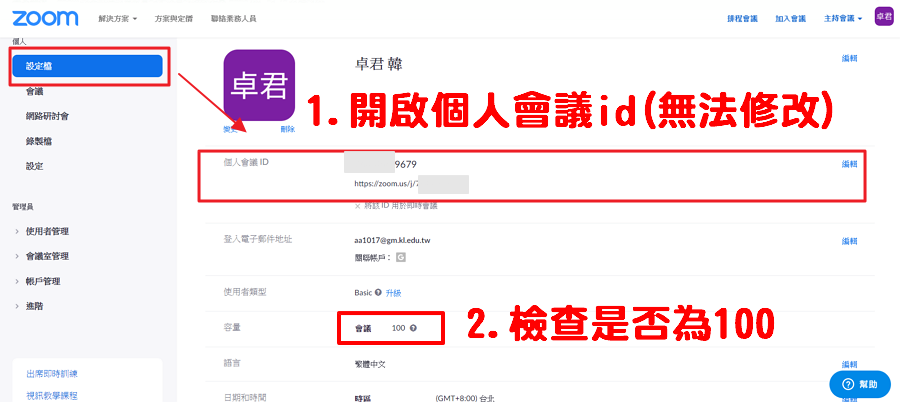 zoom 解決方案 方案與定價 聯絡業務人員 排程會議 加入會議 主持會議 卓君
個人
設定檔
會議
網路研討會
錄製檔
設定
管理員
使用者管理
會議室管理
帳戶管理
進階
出席即時訓練
視訊教學課程
卓君
變更 刪除
卓君 韓 編輯
1.開啟個人會議id(無法修改)
個人會議 ID 9679 編輯
https://zoom.us/j/7
× 將此 ID 用於即時會議
登入電子郵件地址 aa1017@gm.kl.edu.tw 編輯
關聯帳戶: G
使用者類型 Basic ? 升級
容量 會議 100 ?
2.檢查是否為100
語言 繁體中文 編輯
日期和時間 時區 (GMT+8:00) 台北 編輯
? 幫助